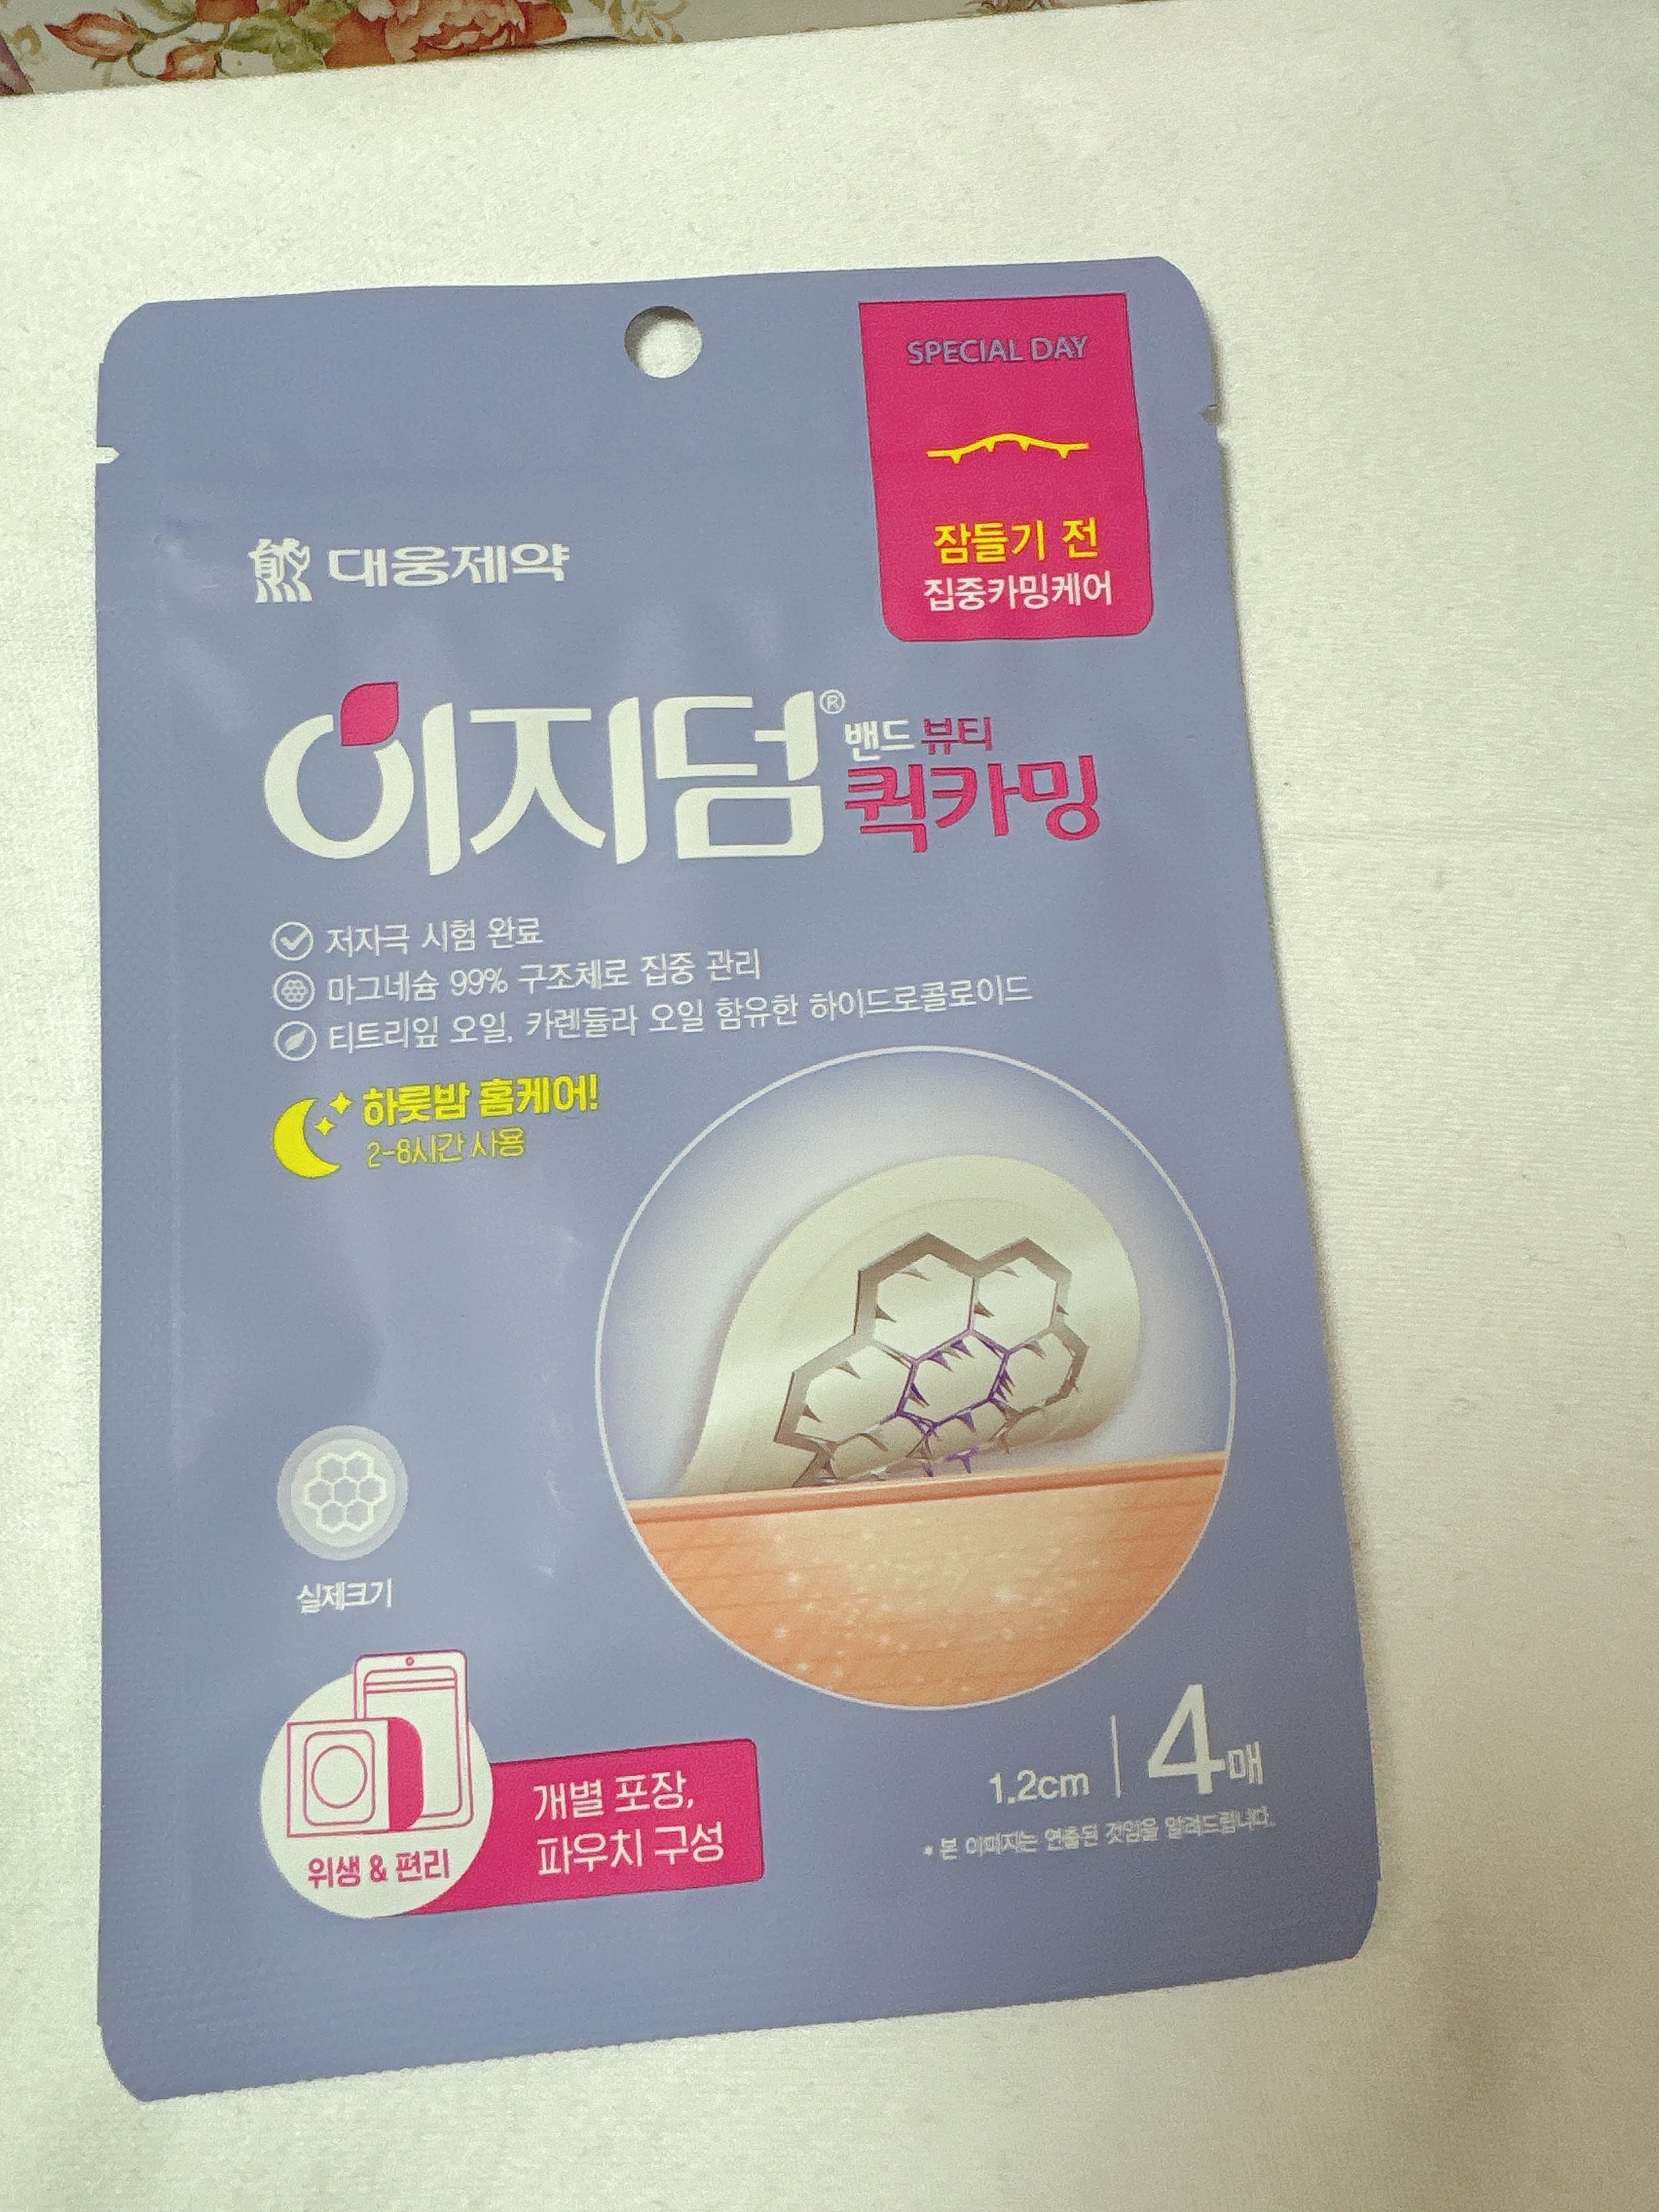 SPECIAL DAY
잠들기 전
집중카밍케어
대웅제약
이지덤® 밴드 뷰티
퀵카밍
저자극 시험 완료
마그네슘 99% 구조체로 집중 관리
티트리잎 오일, 카렌듈라 오일 함유한 하이드로콜로이드
하룻밤 홈케어!
2-8시간 사용
실제크기
위생 & 편리
개별 포장,
파우치 구성
1.2cm | 4매
* 본 이미지는 연출된 것임을 알려드립니다.